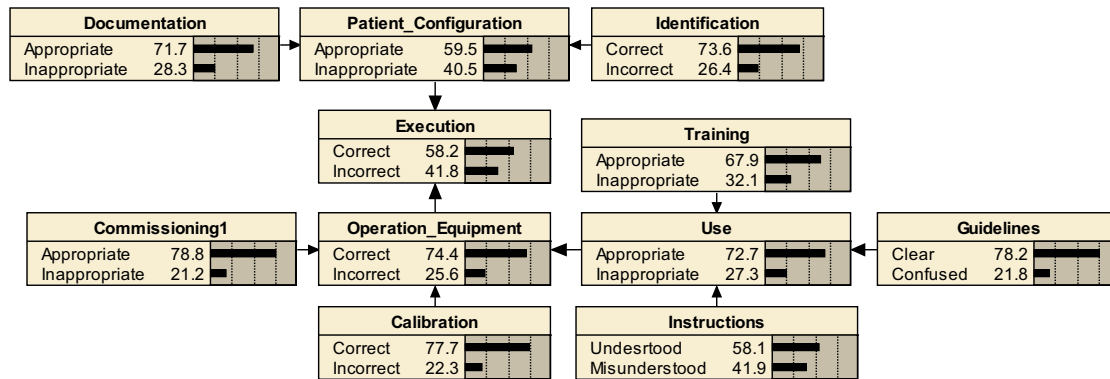 Documentation
Appropriate 71.7
Inappropriate 28.3
Patient_Configuration
Appropriate 59.5
Inappropriate 40.5
Identification
Correct 73.6
Incorrect 26.4
Execution
Correct 58.2
Incorrect 41.8
Training
Appropriate 67.9
Inappropriate 32.1
Commissioning1
Appropriate 78.8
Inappropriate 21.2
Operation_Equipment
Correct 74.4
Incorrect 25.6
Use
Appropriate 72.7
Inappropriate 27.3
Guidelines
Clear 78.2
Confused 21.8
Calibration
Correct 77.7
Incorrect 22.3
Instructions
Undesrtood 58.1
Misunderstood 41.9